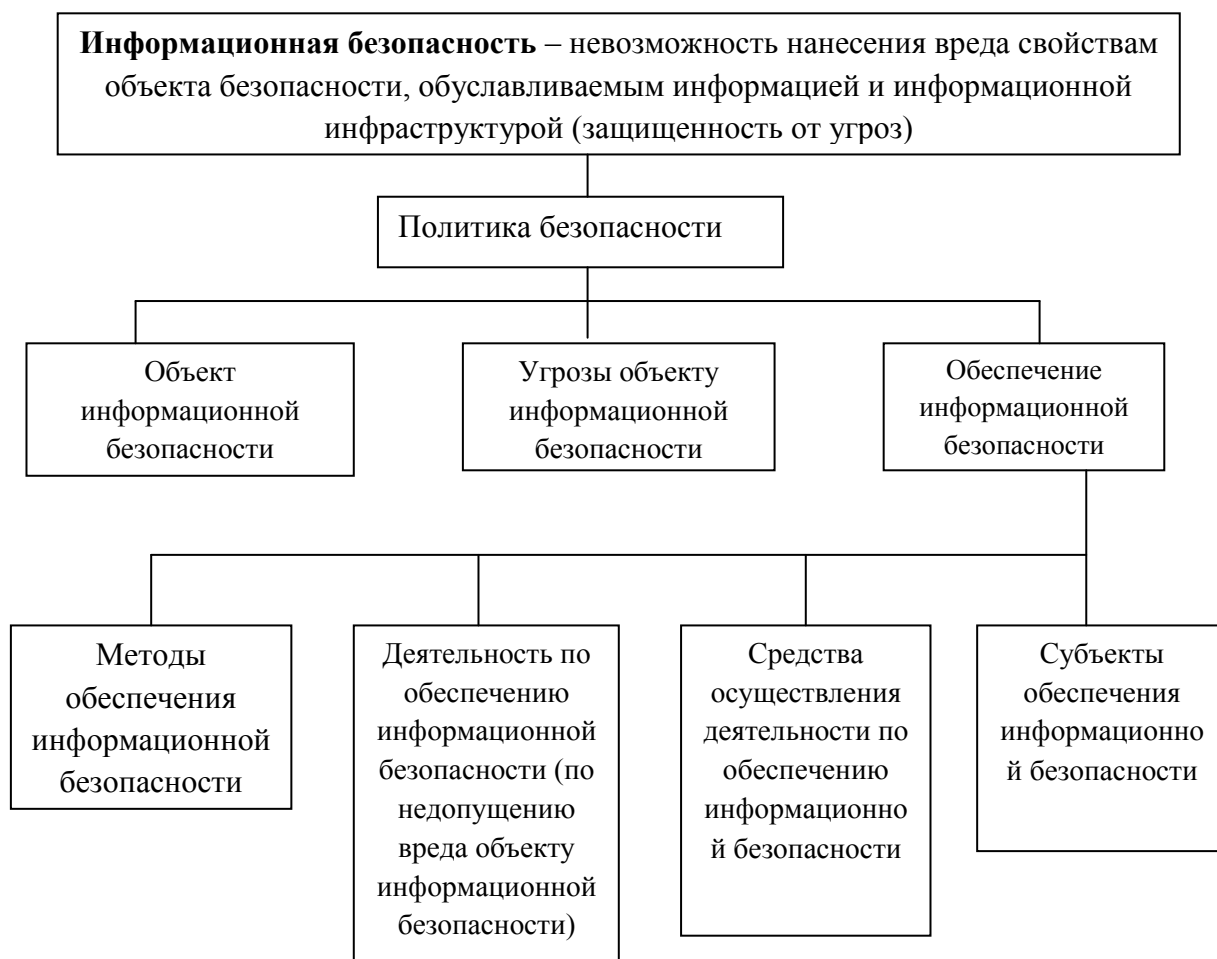 Информационная безопасность – невозможность нанесения вреда свойствам
объекта безопасности, обуславливаемым информацией и информационной
инфраструктурой (защищенность от угроз)
Политика безопасности
Объект
информационной
безопасности
Угрозы объекту
информационной
безопасности
Обеспечение
информационной
безопасности
Методы
обеспечения
информационной
безопасности
Деятельность по
обеспечению
информационной
безопасности (по
недопущению
вреда объекту
информационной
безопасности)
Средства
осуществления
деятельности по
обеспечению
информационно
й безопасности
Субъекты
обеспечения
информационно
й безопасности